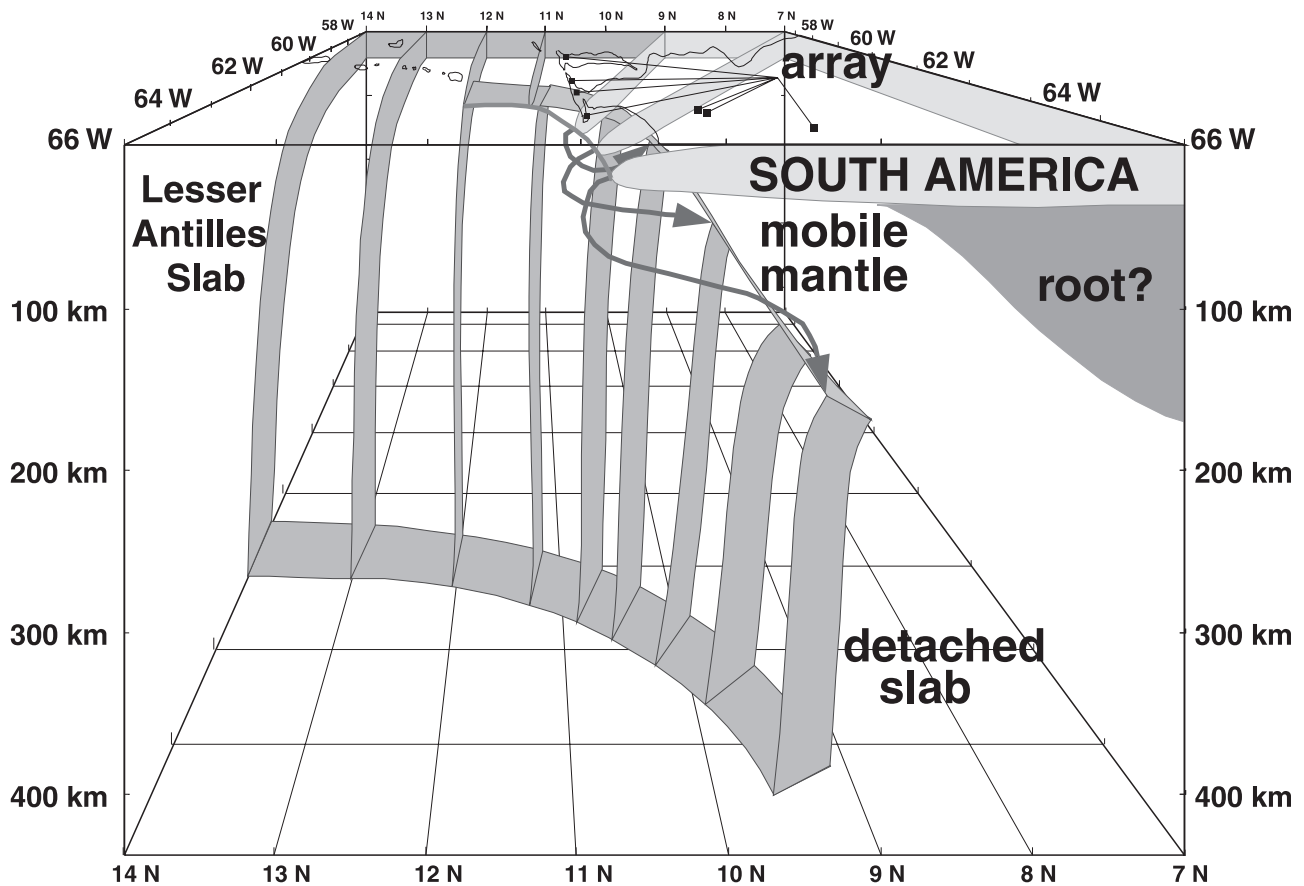 14 N 13 N 12 N 11 N 10 N 9 N 8 N 7 N
58 W 58 W
60 W 60 W
62 W 62 W
64 W 64 W
66 W 66 W
array
SOUTH AMERICA
Lesser
Antilles
Slab
mobile
mantle
root?
100 km 100 km
200 km 200 km
300 km 300 km
detached
slab
400 km 400 km
14 N 13 N 12 N 11 N 10 N 9 N 8 N 7 N